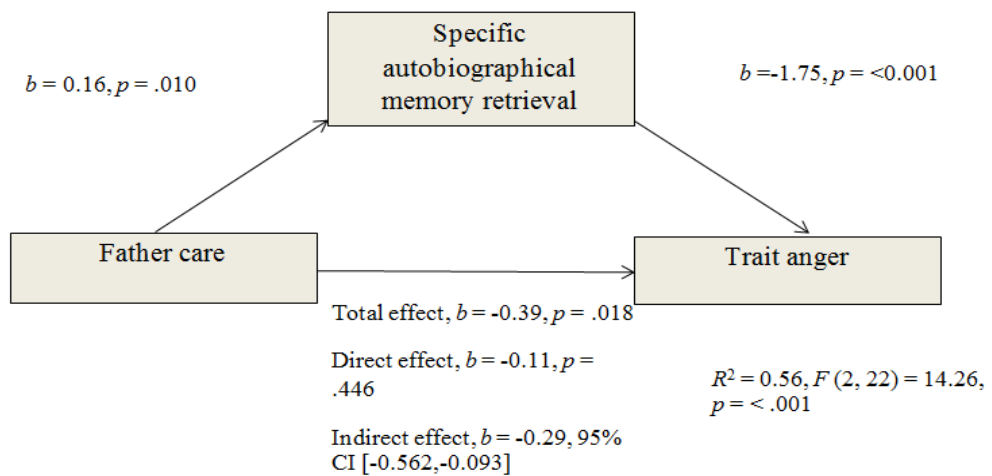 Specific
autobiographical
memory retrieval
b = 0.16, p = .010
b =-1.75, p = <0.001
Father care
Trait anger
Total effect, b = -0.39, p = .018
Direct effect, b = -0.11, p =
.446
Indirect effect, b = -0.29, 95%
CI [-0.562,-0.093]
R² = 0.56, F (2, 22) = 14.26,
p = < .001